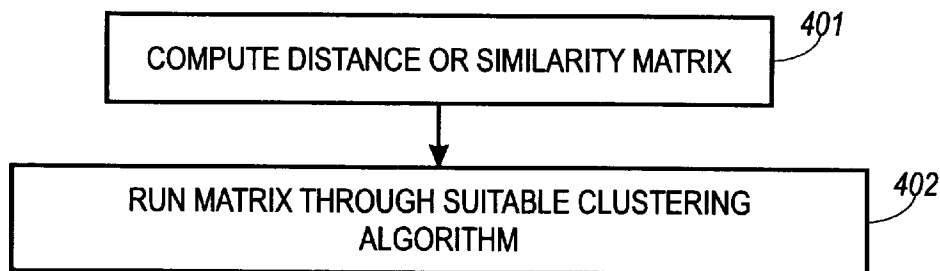 401
COMPUTE DISTANCE OR SIMILARITY MATRIX
402
RUN MATRIX THROUGH SUITABLE CLUSTERING
ALGORITHM